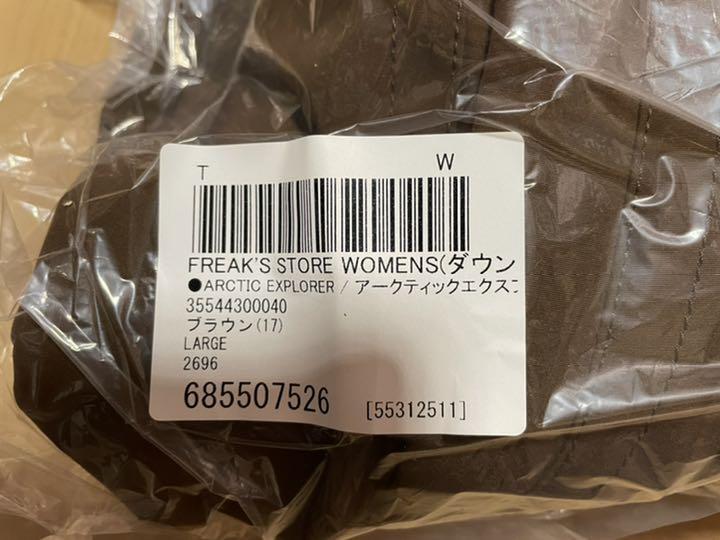 T W
FREAK'S STORE WOMENS(ダウン
●ARCTIC EXPLORER / アークティックエクスプ
35544300040
ブラウン(17)
LARGE
2696
685507526 [55312511]